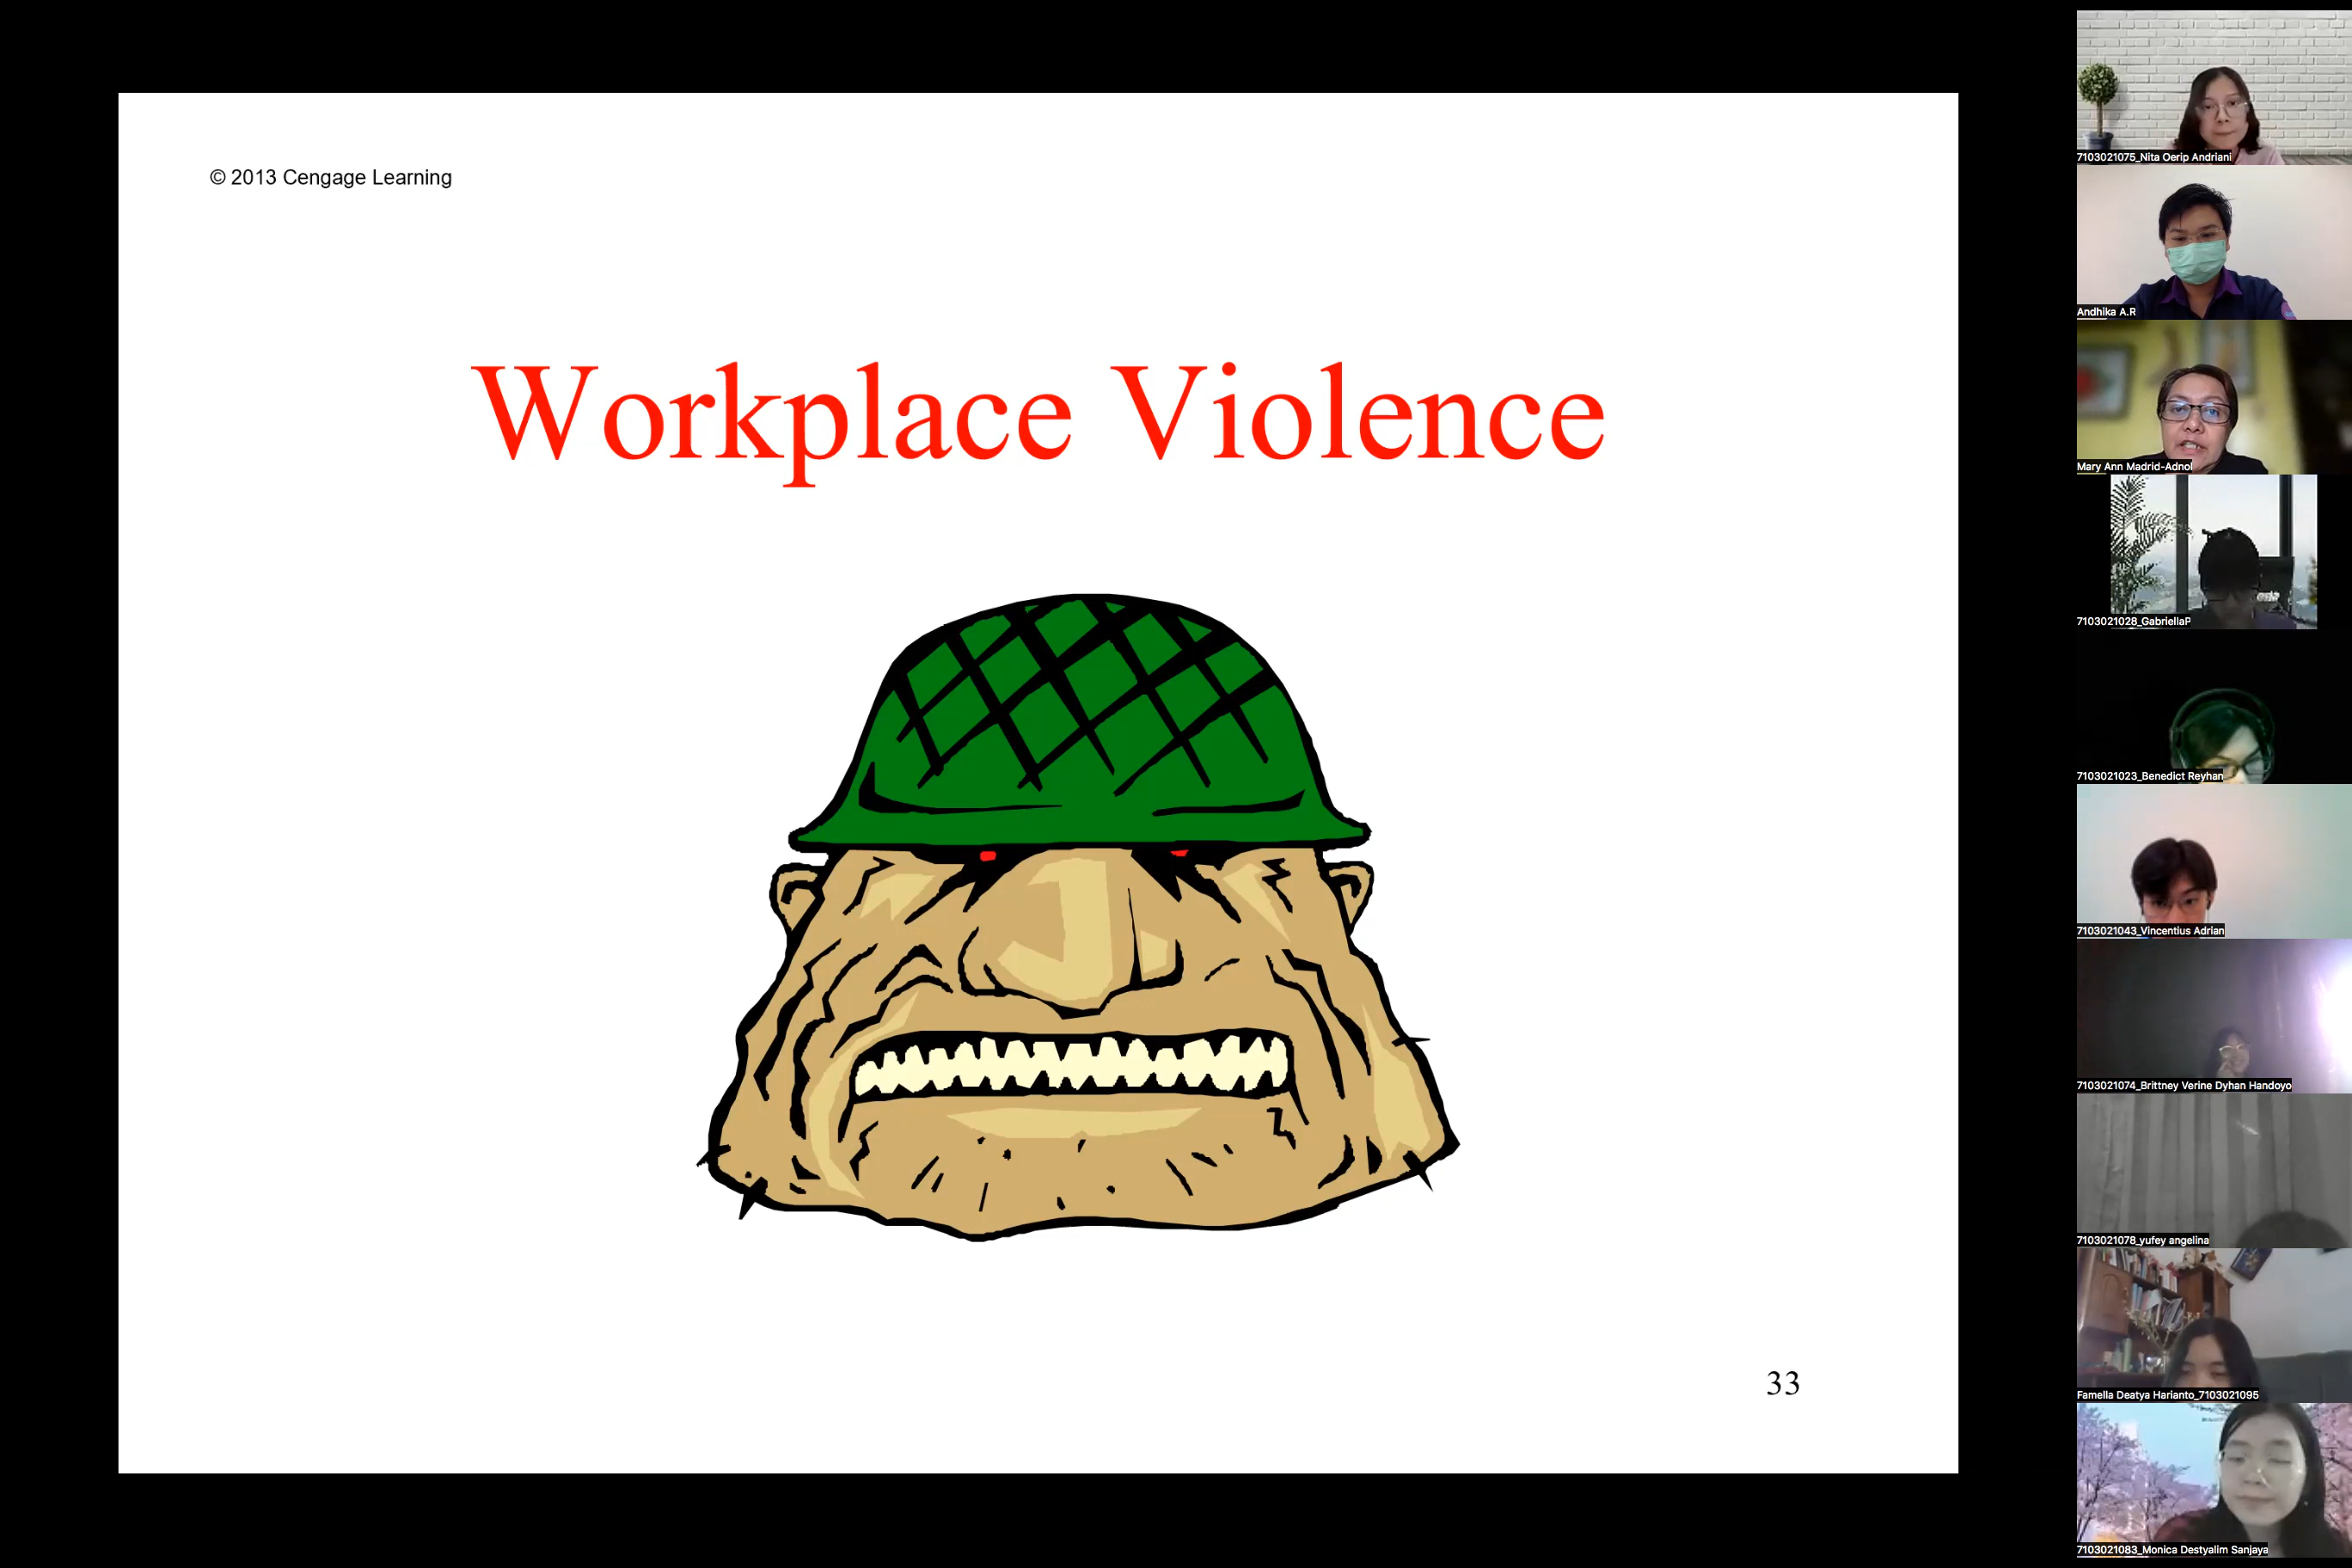 © 2013 Cengage Learning
Workplace Violence
33
7103021075_Nita Oerip Andriani
Andhika A.R
Mary Ann Madrid-Adnol
7103021028_GabriellaP
7103021023_Benedict Reyhan
7103021043_Vincentius Adrian
7103021074_Brittney Verine Dyhan Handoyo
7103021078_yufey angelina
Famella Deatya Harianto_7103021095
7103021083_Monica Destyalim Sanjaya